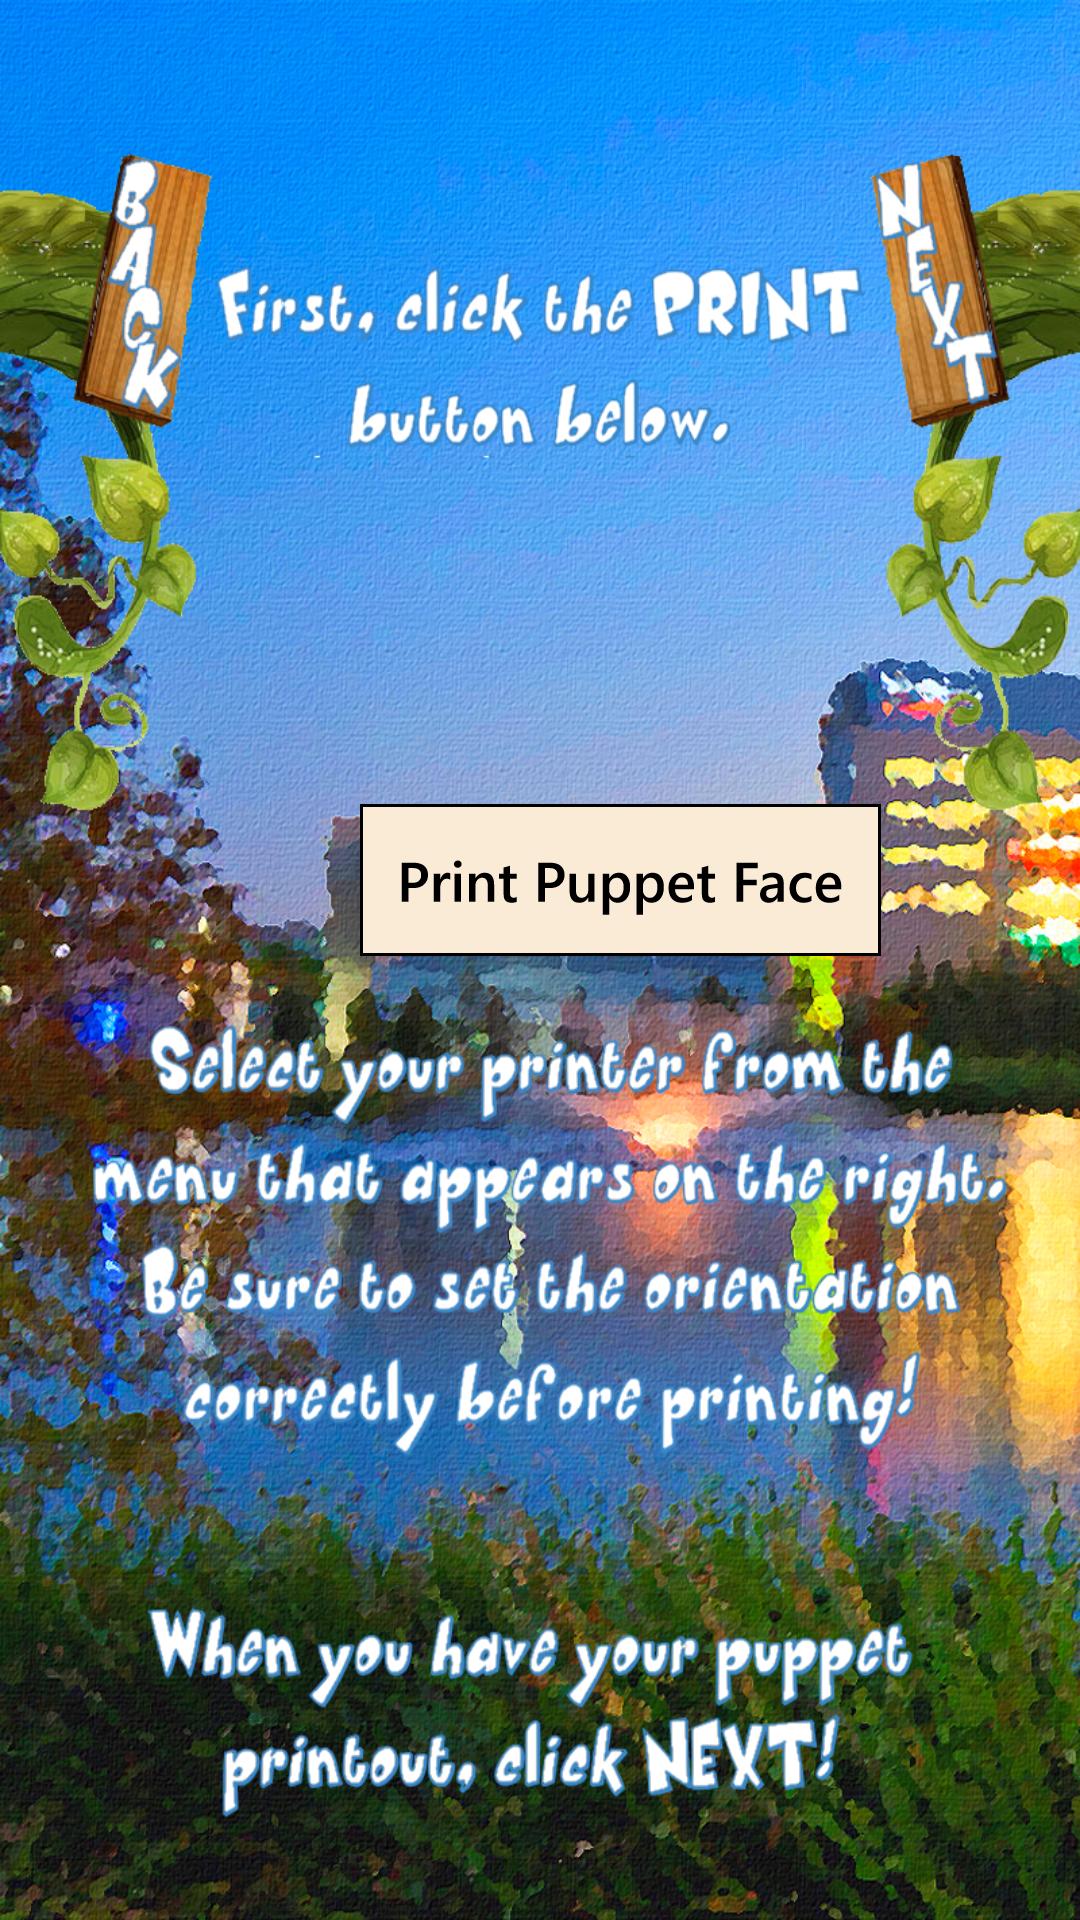 BACK
NEXT
First, click the PRINT
button below.
Print Puppet Face
Select your printer from the
menu that appears on the right.
Be sure to set the orientation
correctly before printing!
When you have your puppet
printout, click NEXT!